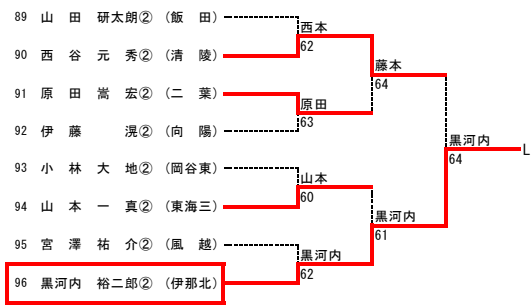 89 山田 研太朗② (飯田)
西本
62
90 西谷 元秀② (清陵)
藤本
64
91 原田 嵩宏② (二葉)
原田
63
92 伊藤 滉② (向陽)
黒河内
64
L
93 小林 大地② (岡谷東)
山本
60
94 山本 一真② (東海三)
黒河内
61
95 宮澤 祐介② (風越)
黒河内
62
96 黒河内 裕二郎② (伊那北)